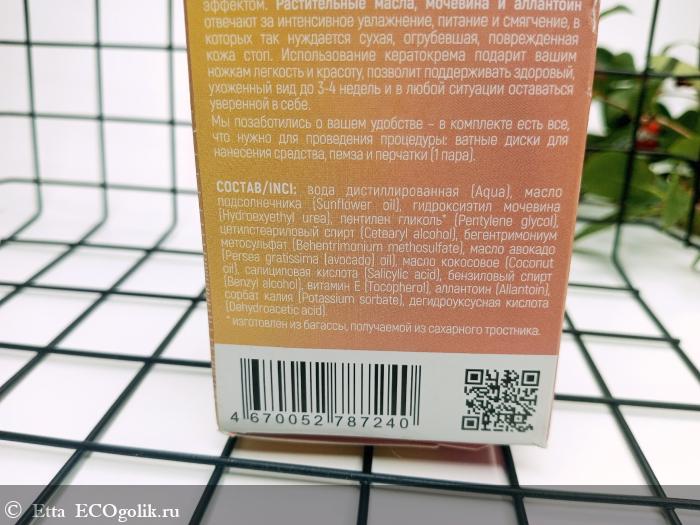 эффектом. Растительные масла, мочевина и аллантоин
отвечают за интенсивное увлажнение, питание и смягчение, в
которых так нуждается сухая, огрубевшая, поврежденная
кожа стоп. Использование кератокрема подарит вашим
ножкам легкость и красоту, позволит поддерживать здоровый,
ухоженный вид до 3-4 недель и в любой ситуации оставаться
уверенной в себе.
Мы позаботились о вашем удобстве – в комплекте есть все,
что нужно для проведения процедуры: ватные диски для
нанесения средства, пемза и перчатки (1 пара).
СОСТАВ/INCI: вода дистиллированная (Aqua), масло
подсолнечника (Sunflower oil), гидроксиэтил мочевина
(Hydroexyethyl urea), пентилен гликоль* (Pentylene glycol),
цетилстеариловый спирт (Cetearyl alcohol), бегентримониум
метосульфат (Behentrimonium methosulfate), масло авокадо
(Persea gratissima (avocado) oil), масло кокосовое (Coconut
oil), салициловая кислота (Salicylic acid), бензиловый спирт
(Benzyl alcohol), витамин Е (Tocopherol), аллантоин (Allantoin),
сорбат калия (Potassium sorbate), дегидроуксусная кислота
(Dehydroacetic acid).
* изготовлен из багассы, получаемой из сахарного тростника.
4 670052 787240
© Etta ECOgolik.ru